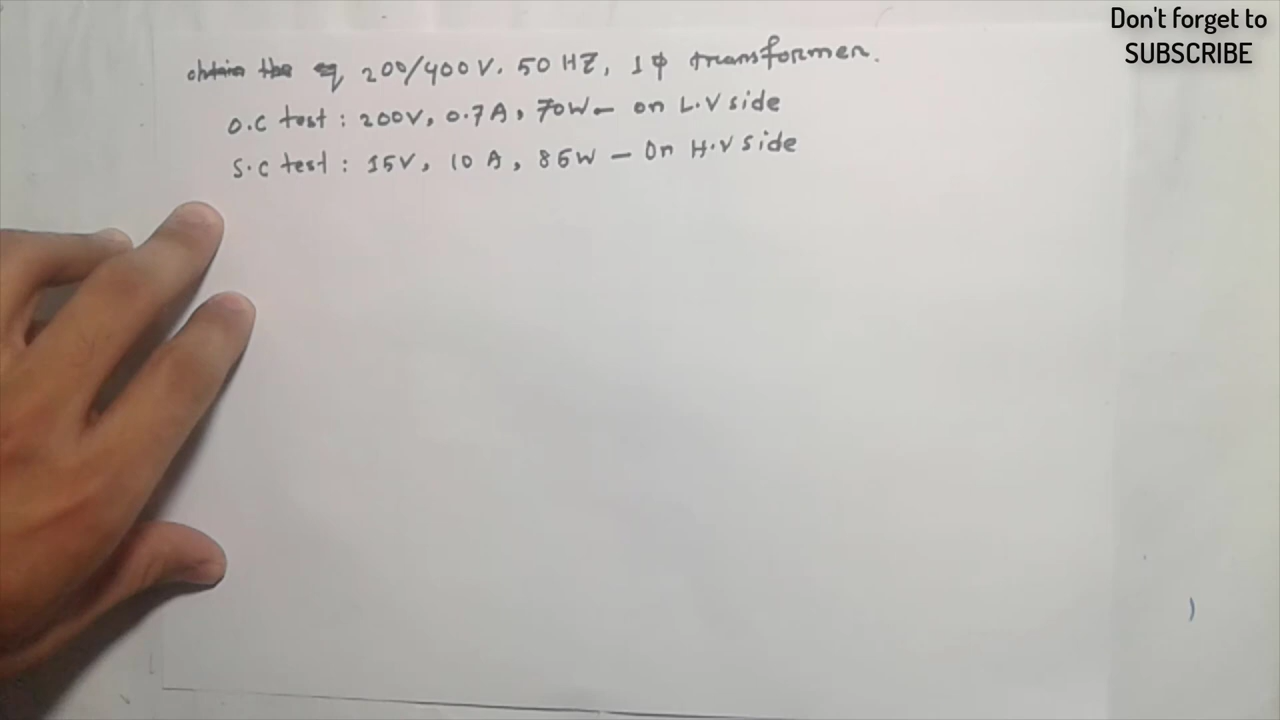 Don't forget to
SUBSCRIBE
obtain the eq 200/400V. 50 HZ, 1ϕ transformer.
O.C test : 200V, 0.7A, 70W — on L.V side
S.C test : 15V, 10 A, 85W — On H.V side